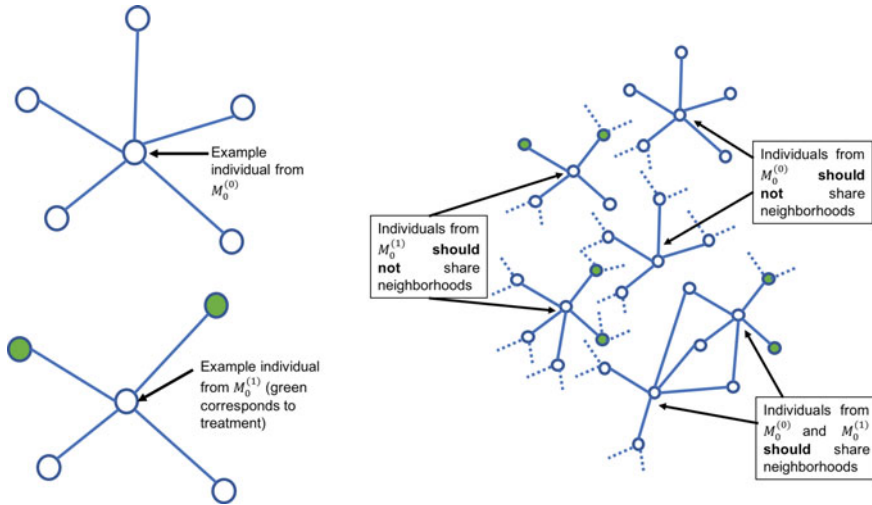 Example
individual from
$M_0^{(0)}$
Example individual
from $M_0^{(1)}$ (green
corresponds to
treatment)
Individuals from
$M_0^{(1)}$ should
not share
neighborhoods
Individuals from
$M_0^{(0)}$ should
not share
neighborhoods
Individuals from
$M_0^{(0)}$ and $M_0^{(1)}$
should share
neighborhoods